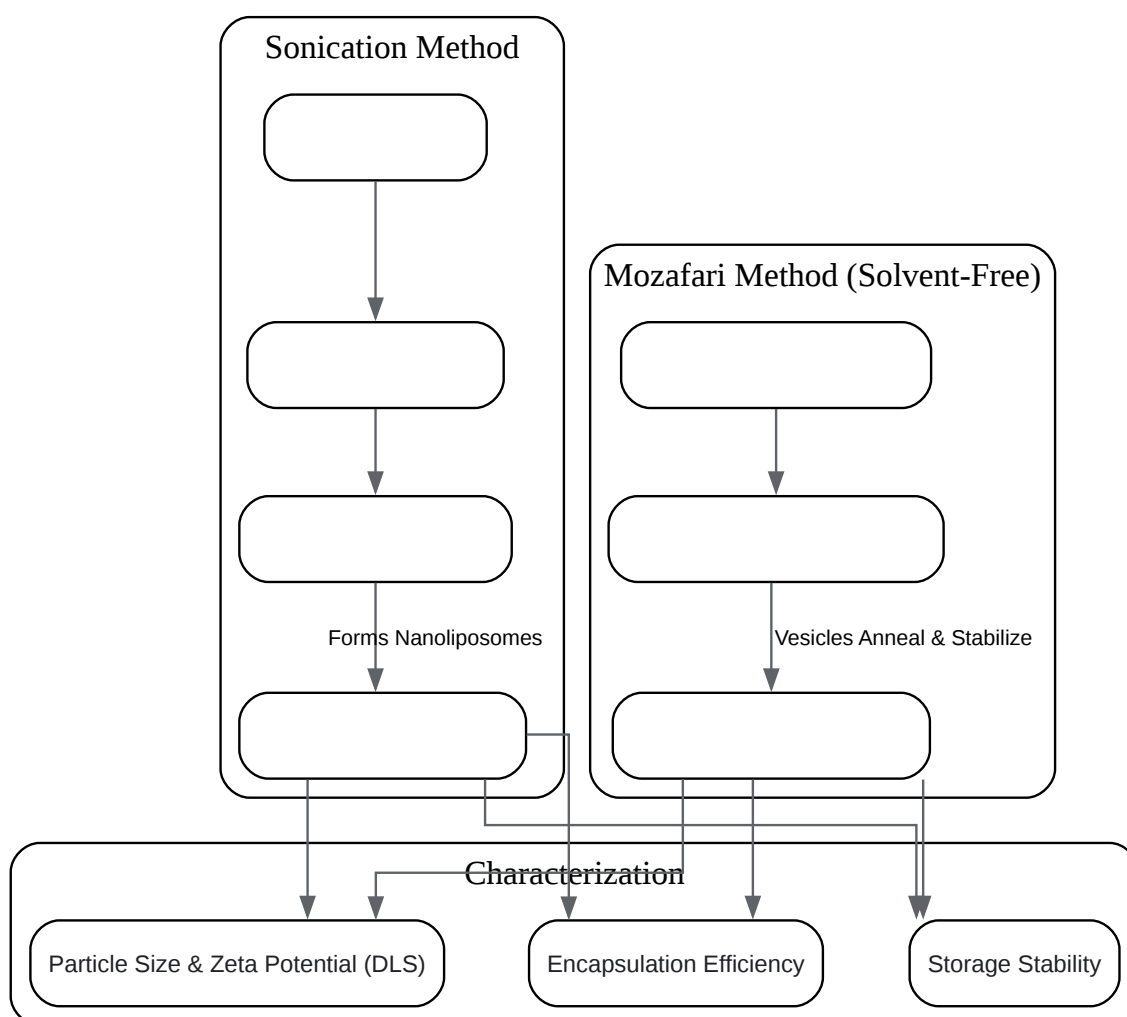 Sonication Method
Mozafari Method (Solvent-Free)
Forms Nanoliposomes
Vesicles Anneal & Stabilize
Characterization
Particle Size & Zeta Potential (DLS)
Encapsulation Efficiency
Storage Stability